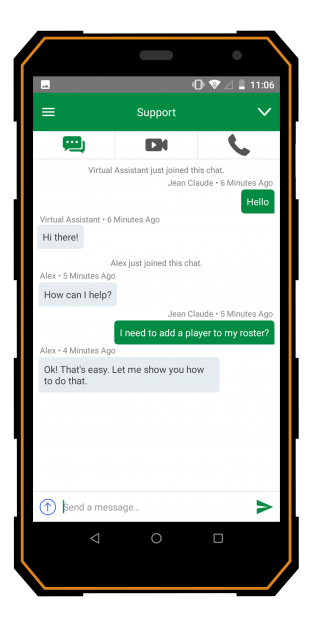 11:06
Support
Virtual Assistant just joined this chat.
Jean Claude • 6 Minutes Ago
Hello
Virtual Assistant • 6 Minutes Ago
Hi there!
Alex just joined this chat.
Alex • 5 Minutes Ago
How can I help?
Jean Claude • 5 Minutes Ago
I need to add a player to my roster?
Alex • 4 Minutes Ago
Ok! That's easy. Let me show you how
to do that.
Send a message...